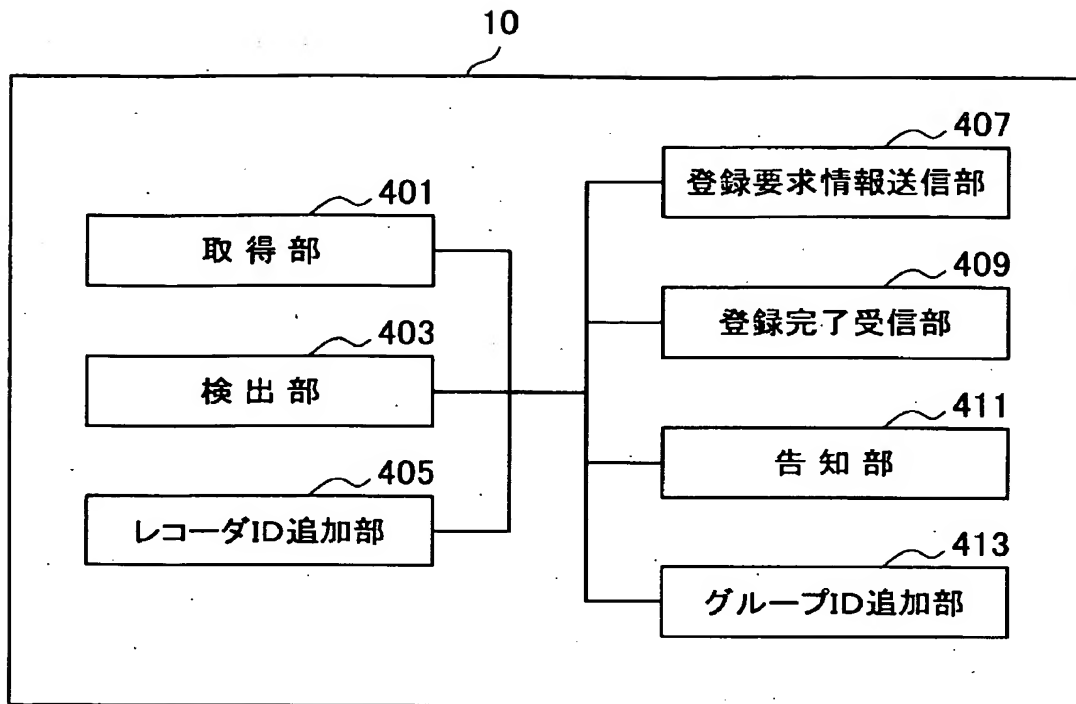 10
401
取得部
403
検出部
405
レコーダID追加部
407
登録要求情報送信部
409
登録完了受信部
411
告知部
413
グループID追加部